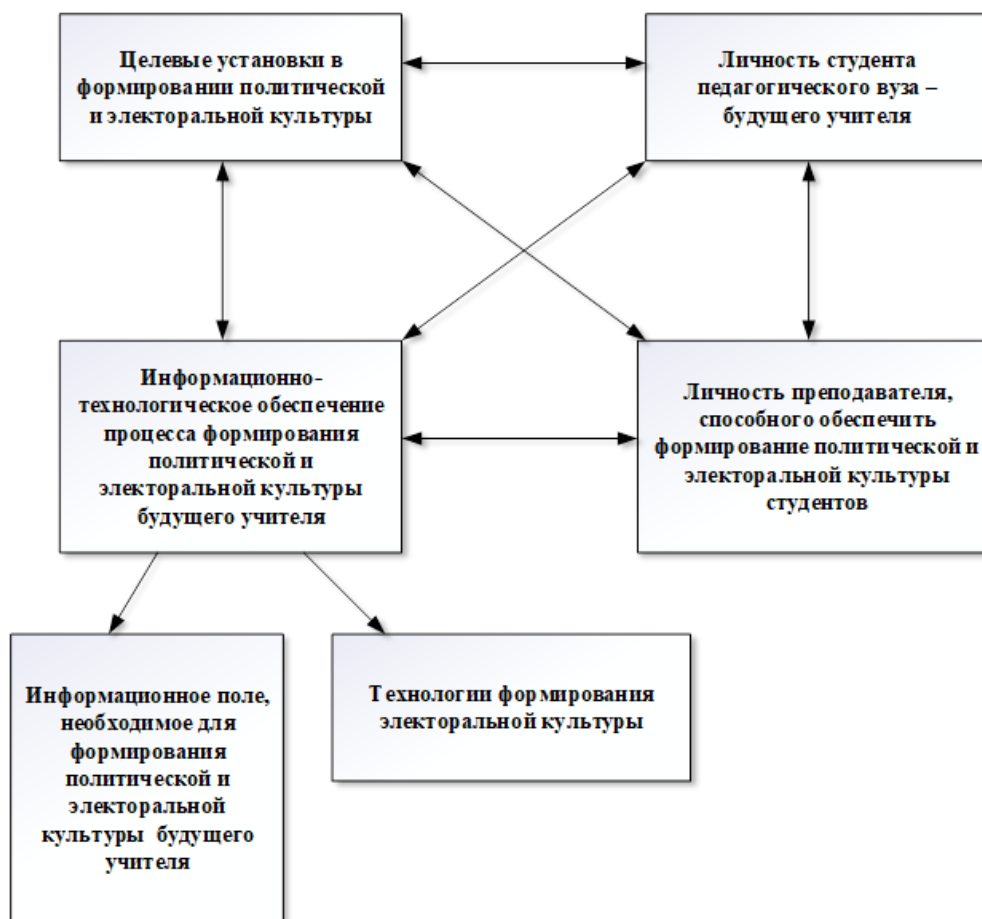 Целевые установки в
формировании политической
и электоральной культуры
Личность студента
педагогического вуза –
будущего учителя
Информационно-
технологическое обеспечение
процесса формирования
политической и
электоральной культуры
будущего учителя
Личность преподавателя,
способного обеспечить
формирование политической и
электоральной культуры
студентов
Информационное поле,
необходимое для
формирования
политической и
электоральной
культуры будущего
учителя
Технологии формирования
электоральной культуры